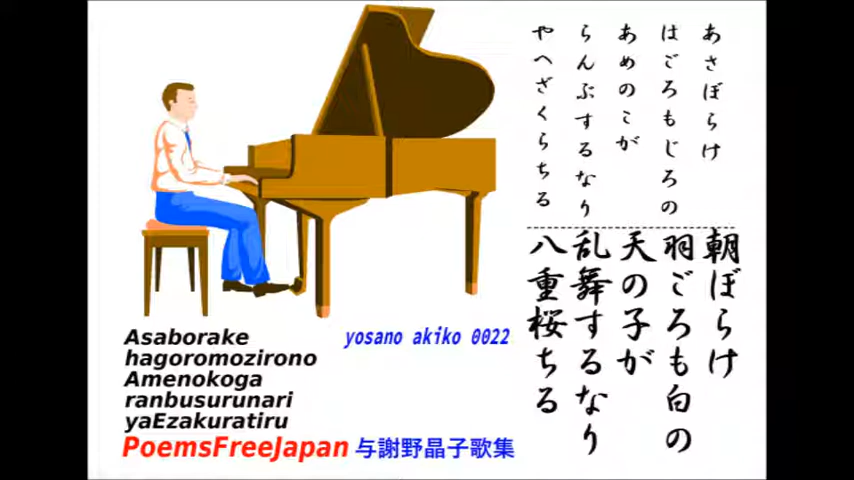 あさぼらけ
はごろもじろの
あめのこが
らんぶするなり
やへざくらちる
朝ぼらけ
羽ごろも白の
天の子が
乱舞するなり
八重桜ちる
Asaborake
hagoromozirono
Amenokoga
ranbusurunari
yaEzakuratiru
yosano akiko 0022
PoemsFreeJapan 与謝野晶子歌集